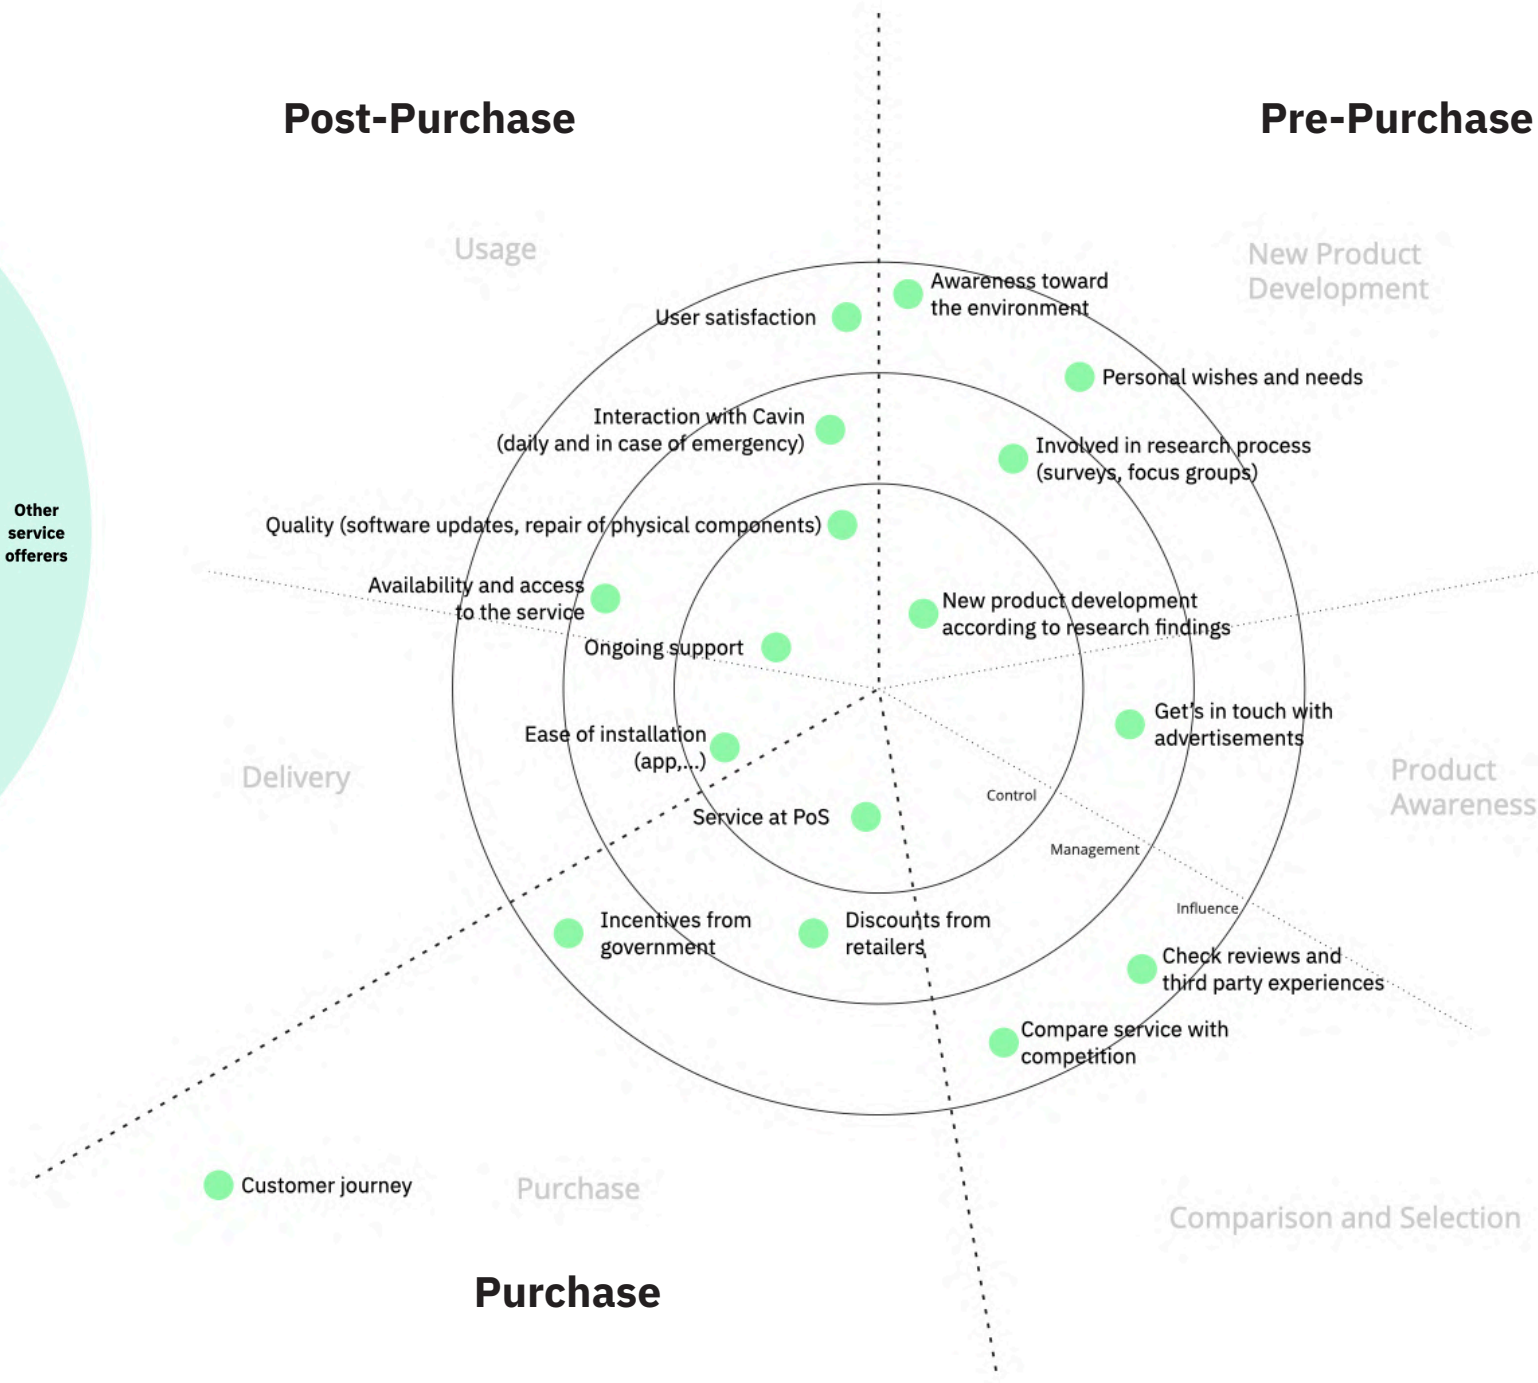 Post-Purchase
Pre-Purchase
Usage
New Product
Development
Awareness toward
the environment
User satisfaction
Personal wishes and needs
Interaction with Cavin
(daily and in case of emergency)
Involved in research process
(surveys, focus groups)
Other
service
offerers
Quality (software updates, repair of physical components)
Availability and access
to the service
New product development
according to research findings
Ongoing support
Get's in touch with
advertisements
Ease of installation
(app,...)
Delivery
Product
Awareness
Control
Service at PoS
Management
Influence
Incentives from
government
Discounts from
retailers
Check reviews and
third party experiences
Compare service with
competition
Customer journey
Purchase
Comparison and Selection
Purchase